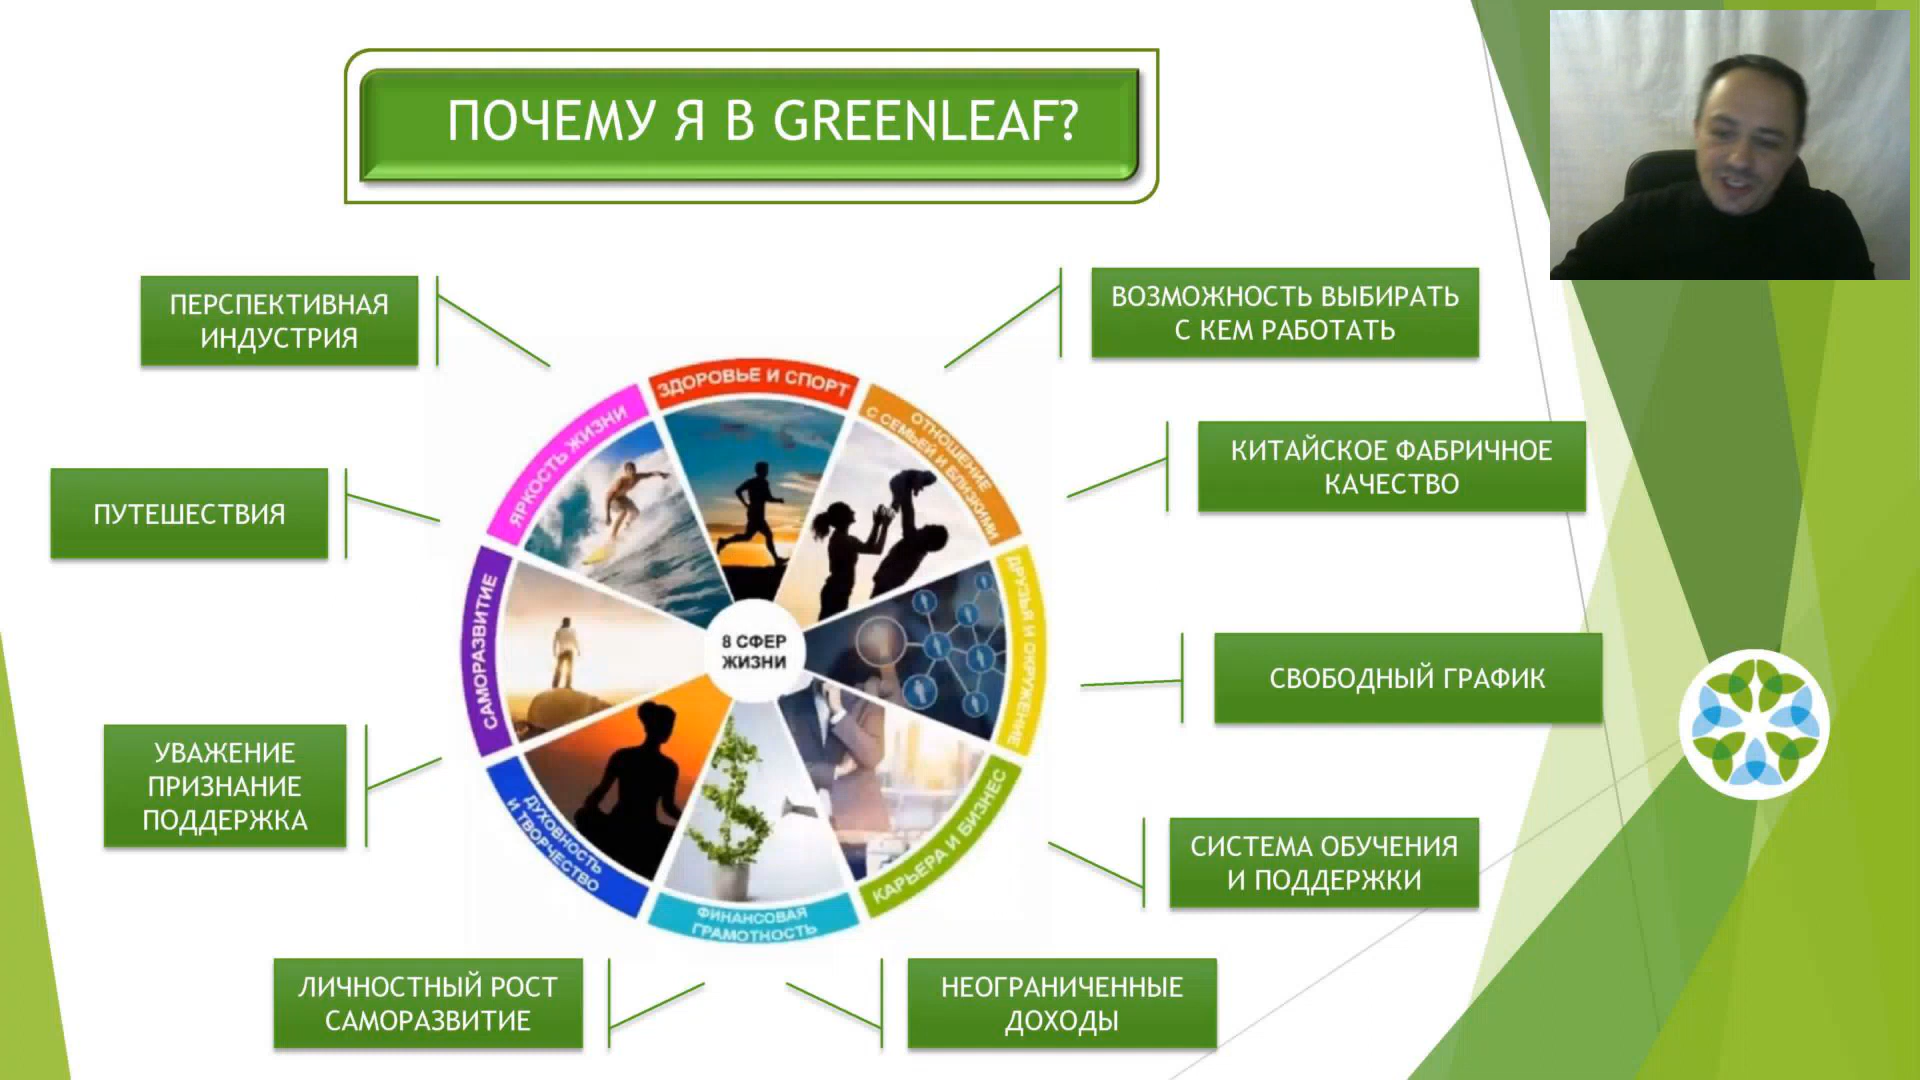 ПОЧЕМУ Я В GREENLEAF?
ПЕРСПЕКТИВНАЯ
ИНДУСТРИЯ
ВОЗМОЖНОСТЬ ВЫБИРАТЬ
С КЕМ РАБОТАТЬ
ПУТЕШЕСТВИЯ
КИТАЙСКОЕ ФАБРИЧНОЕ
КАЧЕСТВО
СВОБОДНЫЙ ГРАФИК
УВАЖЕНИЕ
ПРИЗНАНИЕ
ПОДДЕРЖКА
СИСТЕМА ОБУЧЕНИЯ
И ПОДДЕРЖКИ
ЛИЧНОСТНЫЙ РОСТ
САМОРАЗВИТИЕ
НЕОГРАНИЧЕННЫЕ
ДОХОДЫ
8 СФЕР
ЖИЗНИ
ЗДОРОВЬЕ И СПОРТ
ОТНОШЕНИЕ
С СЕМЬЕЙ И БЛИЗКИМИ
ДРУЗЬЯ И ОКРУЖЕНИЕ
КАРЬЕРА И БИЗНЕС
ФИНАНСОВАЯ
ГРАМОТНОСТЬ
ДУХОВНОСТЬ
И ТВОРЧЕСТВО
САМОРАЗВИТИЕ
ЯРКОСТЬ ЖИЗНИ